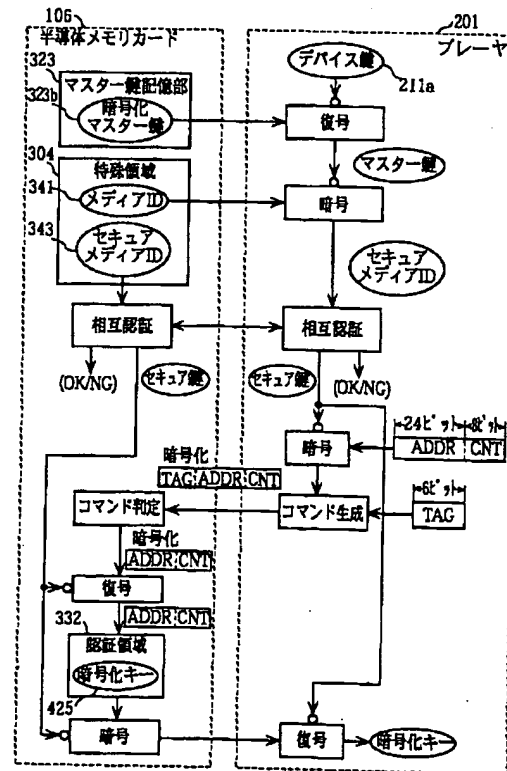 106
半導体メモリカード
323
マスター鍵記憶部
323b
暗号化
マスター鍵
304
特殊領域
341
メディアID
343
セキュア
メディアID
相互認証
(OK/NG)
セキュア鍵
暗号化
TAG ADDR CNT
コマンド判定
暗号化
ADDR CNT
復号
ADDR CNT
332
認証領域
暗号化キー
425
暗号
201
プレーヤ
デバイス鍵
211a
復号
マスター鍵
暗号
セキュア
メディアID
相互認証
セキュア鍵
(OK/NG)
24ビット 8ビット
暗号
ADDR CNT
6ビット
コマンド生成
TAG
復号
暗号化キー